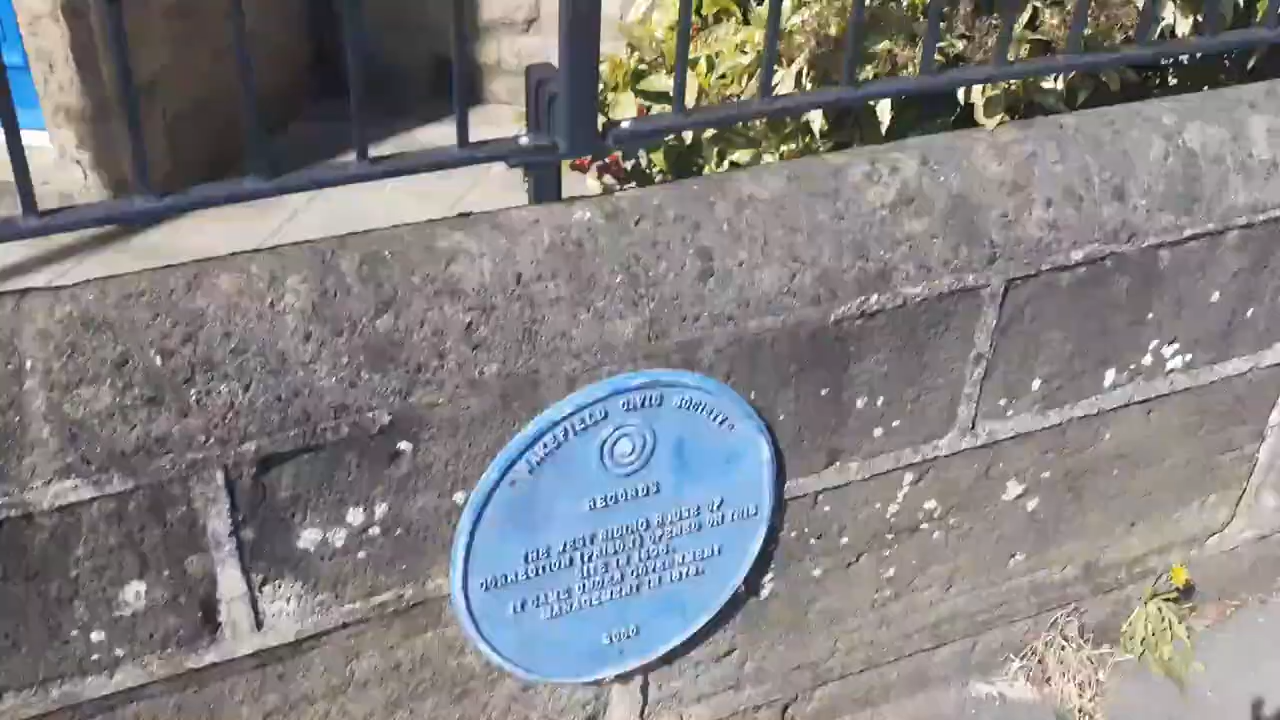 WAKEFIELD CIVIC SOCIETY
RECORDS
THE WEST RIDING HOUSE OF
CORRECTION (PRISON) OPENED ON THIS
SITE IN
IT CAME UNDER GOVERNMENT
MANAGEMENT IN 1878.
2000